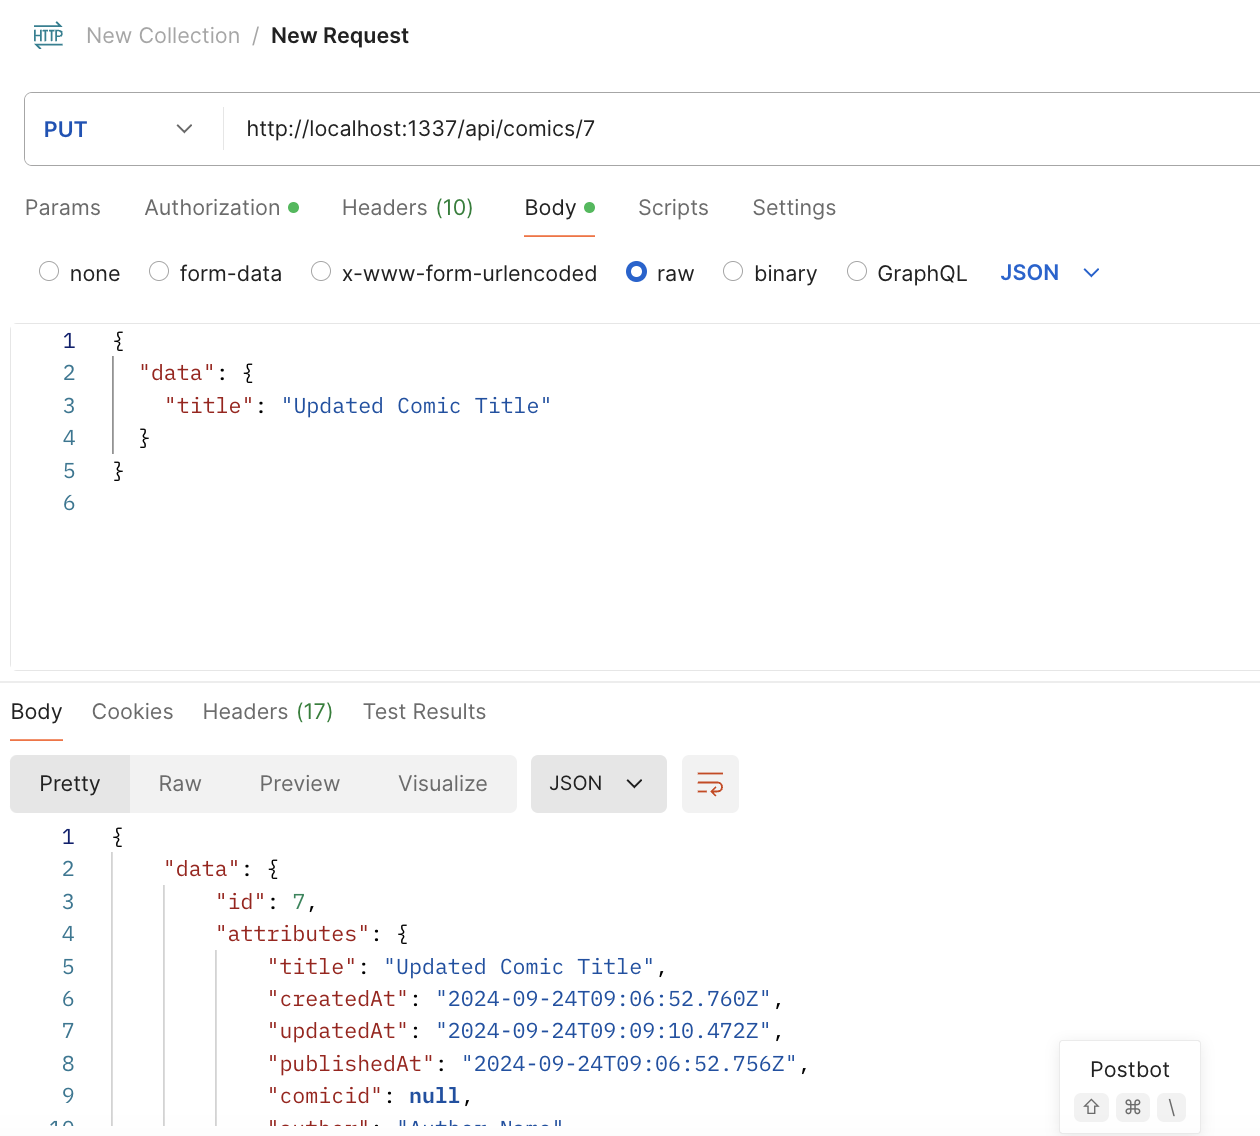 HTTP New Collection / New Request
PUT http://localhost:1337/api/comics/7
Params Authorization Headers (10) Body Scripts Settings
none form-data x-www-form-urlencoded raw binary GraphQL JSON
1 {
2 "data": {
3 "title": "Updated Comic Title"
4 }
5 }
6
Body Cookies Headers (17) Test Results
Pretty Raw Preview Visualize JSON
1 {
2 "data": {
3 "id": 7,
4 "attributes": {
5 "title": "Updated Comic Title",
6 "createdAt": "2024-09-24T09:06:52.760Z",
7 "updatedAt": "2024-09-24T09:09:10.472Z",
8 "publishedAt": "2024-09-24T09:06:52.756Z",
9 "comicid": null,
10 "author": "Author Name"
Postbot
⇧ ⌘ \